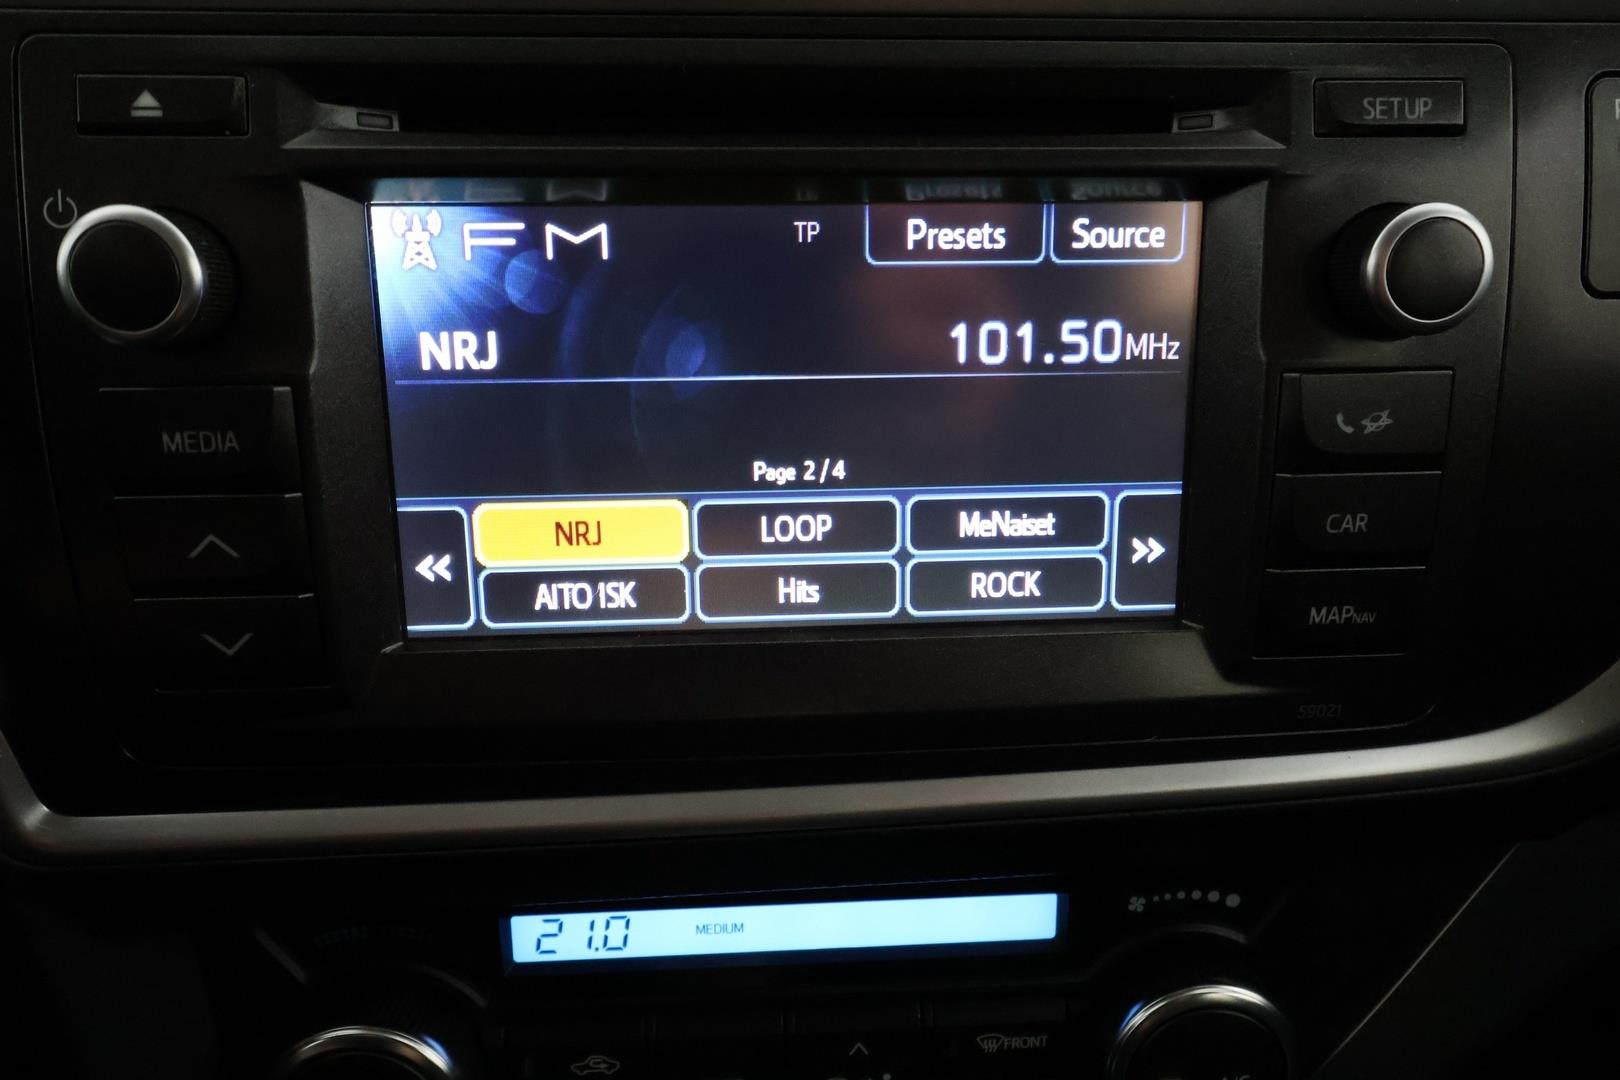 SETUP
FM TP Presets Source
NRJ 101.50MHz
MEDIA
Page 2/4
NRJ LOOP MeNaiset
AITO ISK Hits ROCK
CAR
MAPNAV
59021
21.0 MEDIUM
FRONT